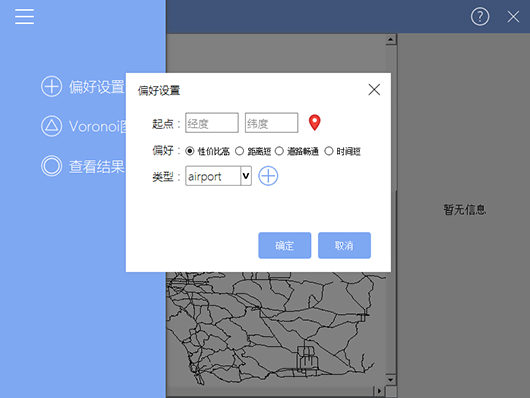 偏好设置
Voronoi图
查看结果
偏好设置
起点：经度 纬度
偏好：性价比高 距离短 道路畅通 时间短
类型：airport
确定 取消
暂无信息